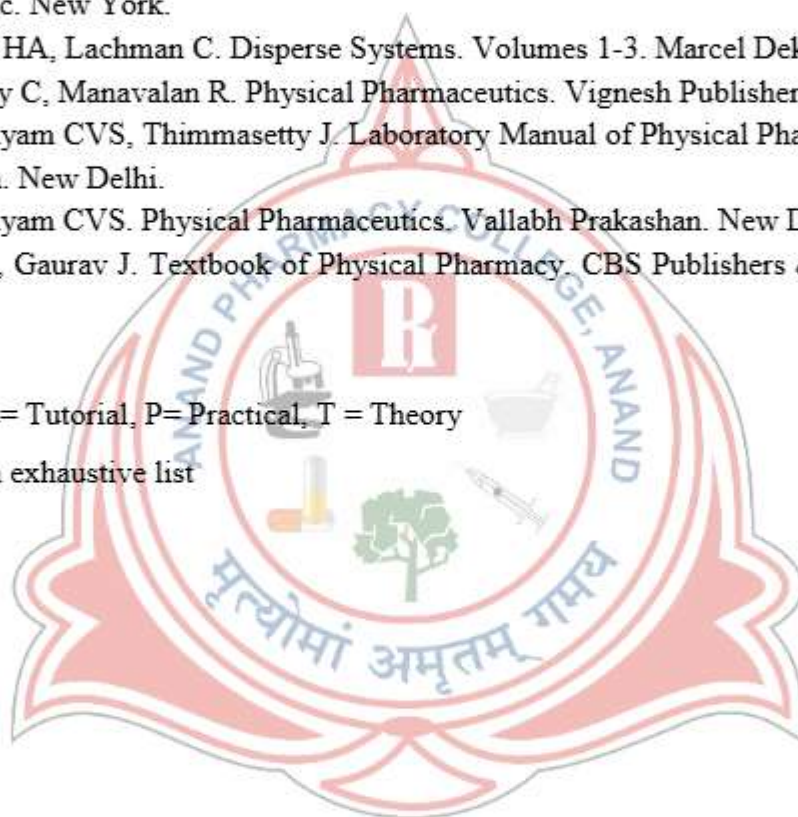 c. New York.
HA, Lachman C. Disperse Systems. Volumes 1-3. Marcel Dek
y C, Manavalan R. Physical Pharmaceutics. Vignesh Publisher
yam CVS, Thimmasetty J. Laboratory Manual of Physical Pha
. New Delhi.
yam CVS. Physical Pharmaceutics. Vallabh Prakashan. New D
, Gaurav J. Textbook of Physical Pharmacy. CBS Publishers &
= Tutorial, P= Practical, T = Theory
exhaustive list
ANAND PHARMACY COLLEGE, ANAND
R
मृत्योर्मा अमृतम् गमय